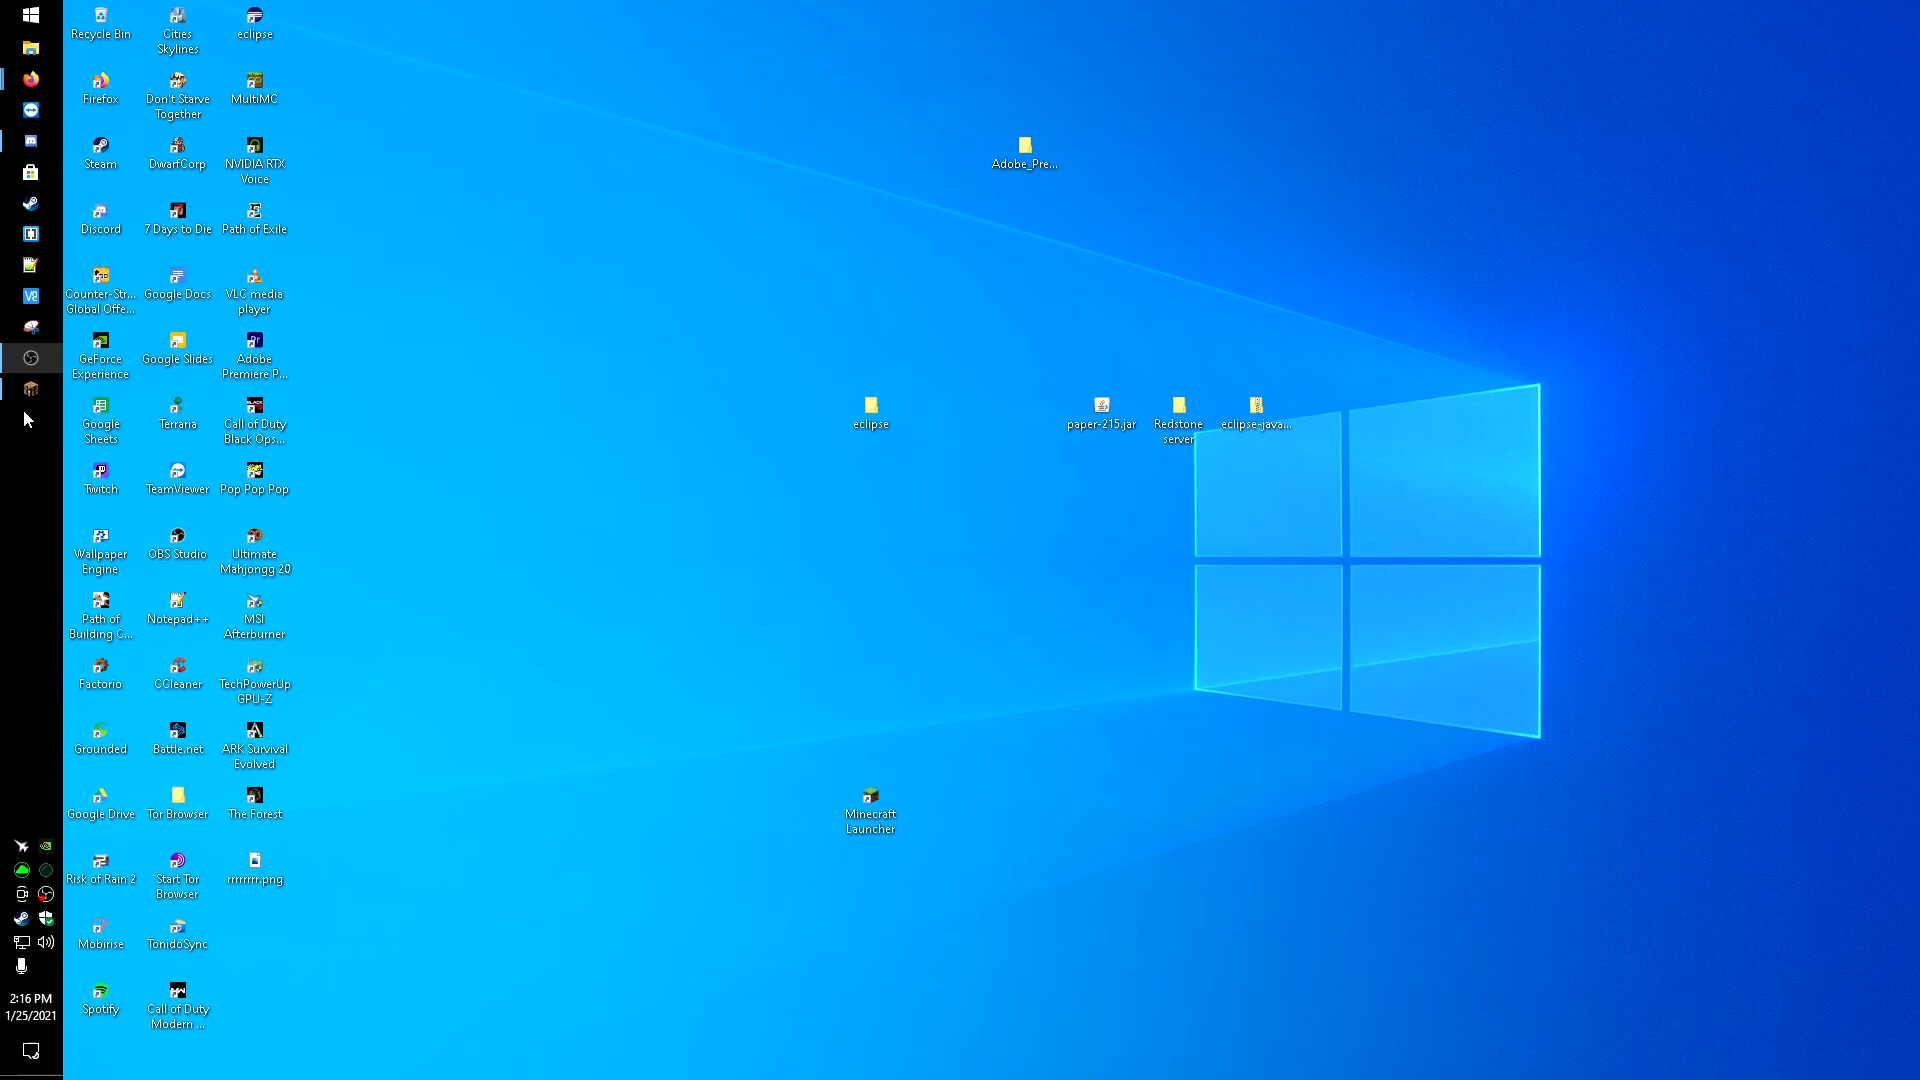 Recycle Bin
Cities
Skylines
eclipse
Firefox
Don't Starve
Together
MultiMC
Steam
DwarfCorp
NVIDIA RTX
Voice
Adobe_Pre...
Discord
7 Days to Die
Path of Exile
Counter-Str...
Global Offe...
Google Docs
VLC media
player
GeForce
Experience
Google Slides
Adobe
Premiere P...
Google
Sheets
Terraria
Call of Duty
Black Ops...
eclipse
paper-215.jar
Redstone
server
eclipse-java...
Twitch
TeamViewer
Pop Pop Pop
Wallpaper
Engine
OBS Studio
Ultimate
Mahjongg 20
Path of
Building C...
Notepad++
MSI
Afterburner
Factorio
CCleaner
TechPowerUp
GPU-Z
Grounded
Battle.net
ARK Survival
Evolved
Google Drive
Tor Browser
The Forest
Minecraft
Launcher
Risk of Rain 2
Start Tor
Browser
rrrrrrrr.png
Mobirise
TonidoSync
Spotify
Call of Duty
Modern ...
2:16 PM
1/25/2021